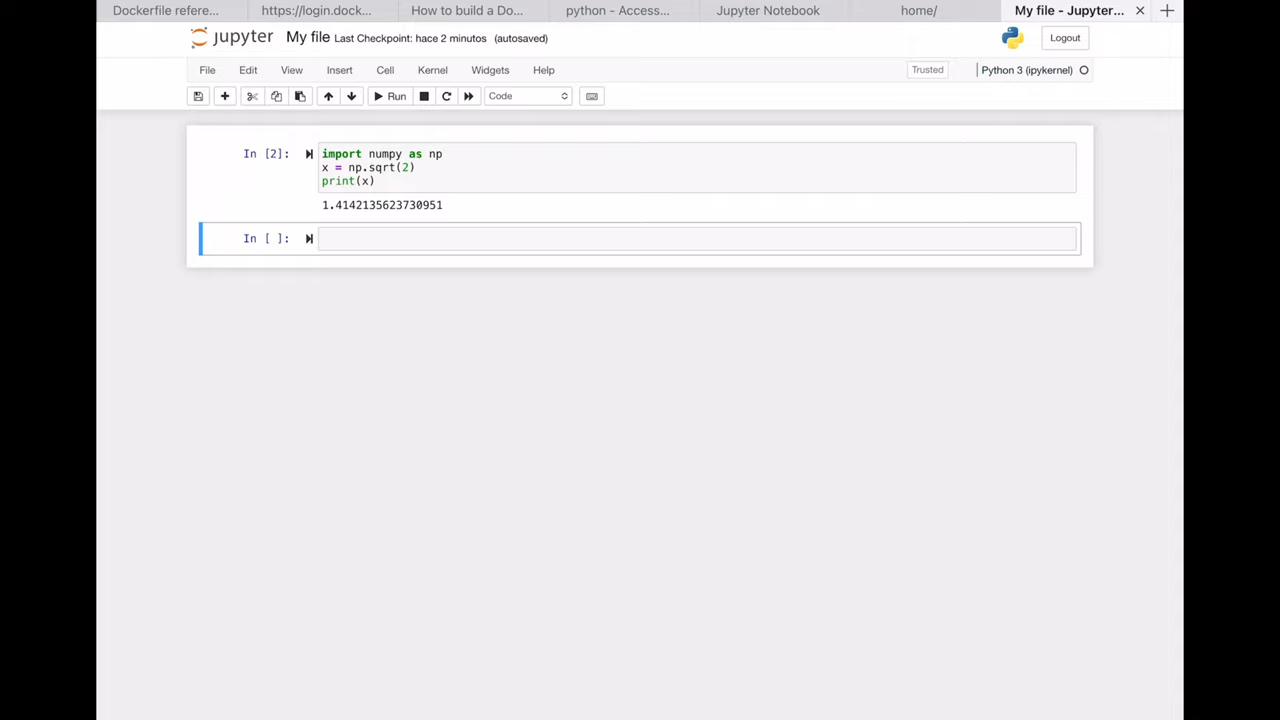 Dockerfile refere...
https://login.dock...
How to build a Do...
python - Access...
Jupyter Notebook
home/
My file - Jupyter...
jupyter My file Last Checkpoint: hace 2 minutos (autosaved)
Logout
File Edit View Insert Cell Kernel Widgets Help
Trusted
Python 3 (ipykernel)
Run
Code
In [2]:
import numpy as np
x = np.sqrt(2)
print(x)
1.4142135623730951
In [ ]: